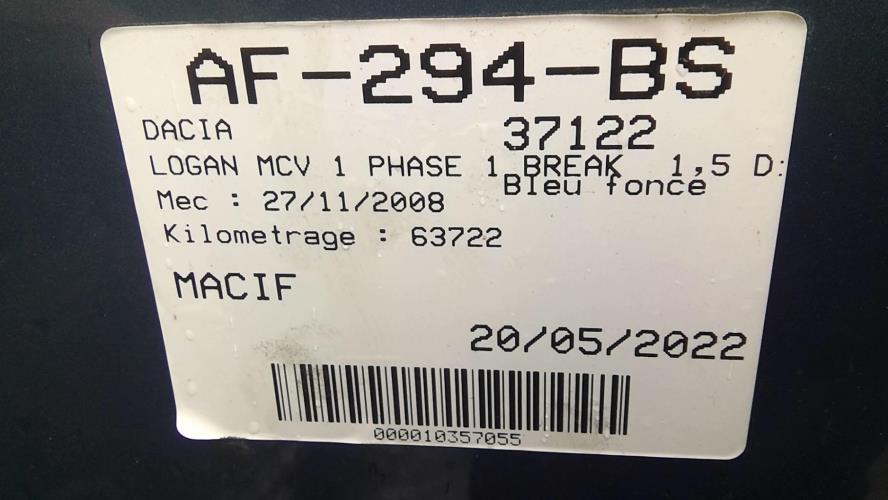 AF-294-BS
DACIA 37122
LOGAN MCV 1 PHASE 1 BREAK 1,5 D:
Bleu fonce
Mec : 27/11/2008
Kilometrage : 63722
MACIF
20/05/2022
000010357055